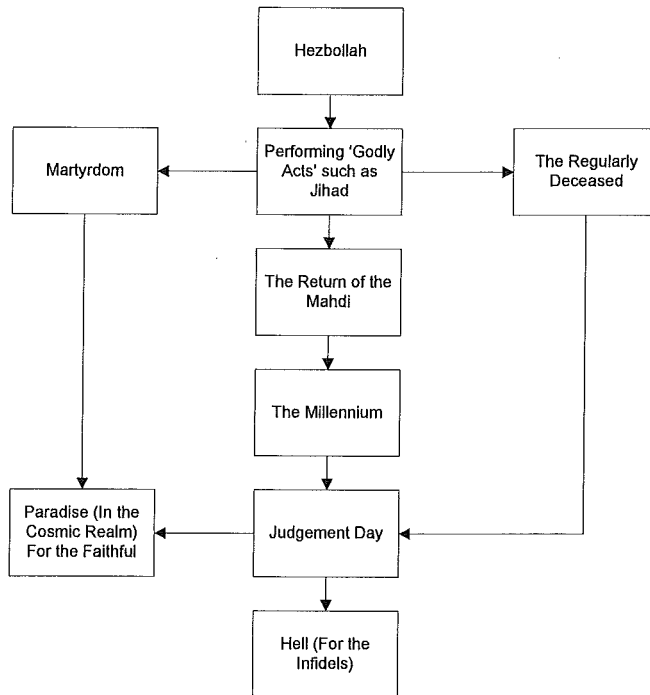 Hezbollah
Martyrdom
Performing 'Godly
Acts' such as
Jihad
The Regularly
Deceased
The Return of the
Mahdi
The Millennium
Paradise (In the
Cosmic Realm)
For the Faithful
Judgement Day
Hell (For the
Infidels)